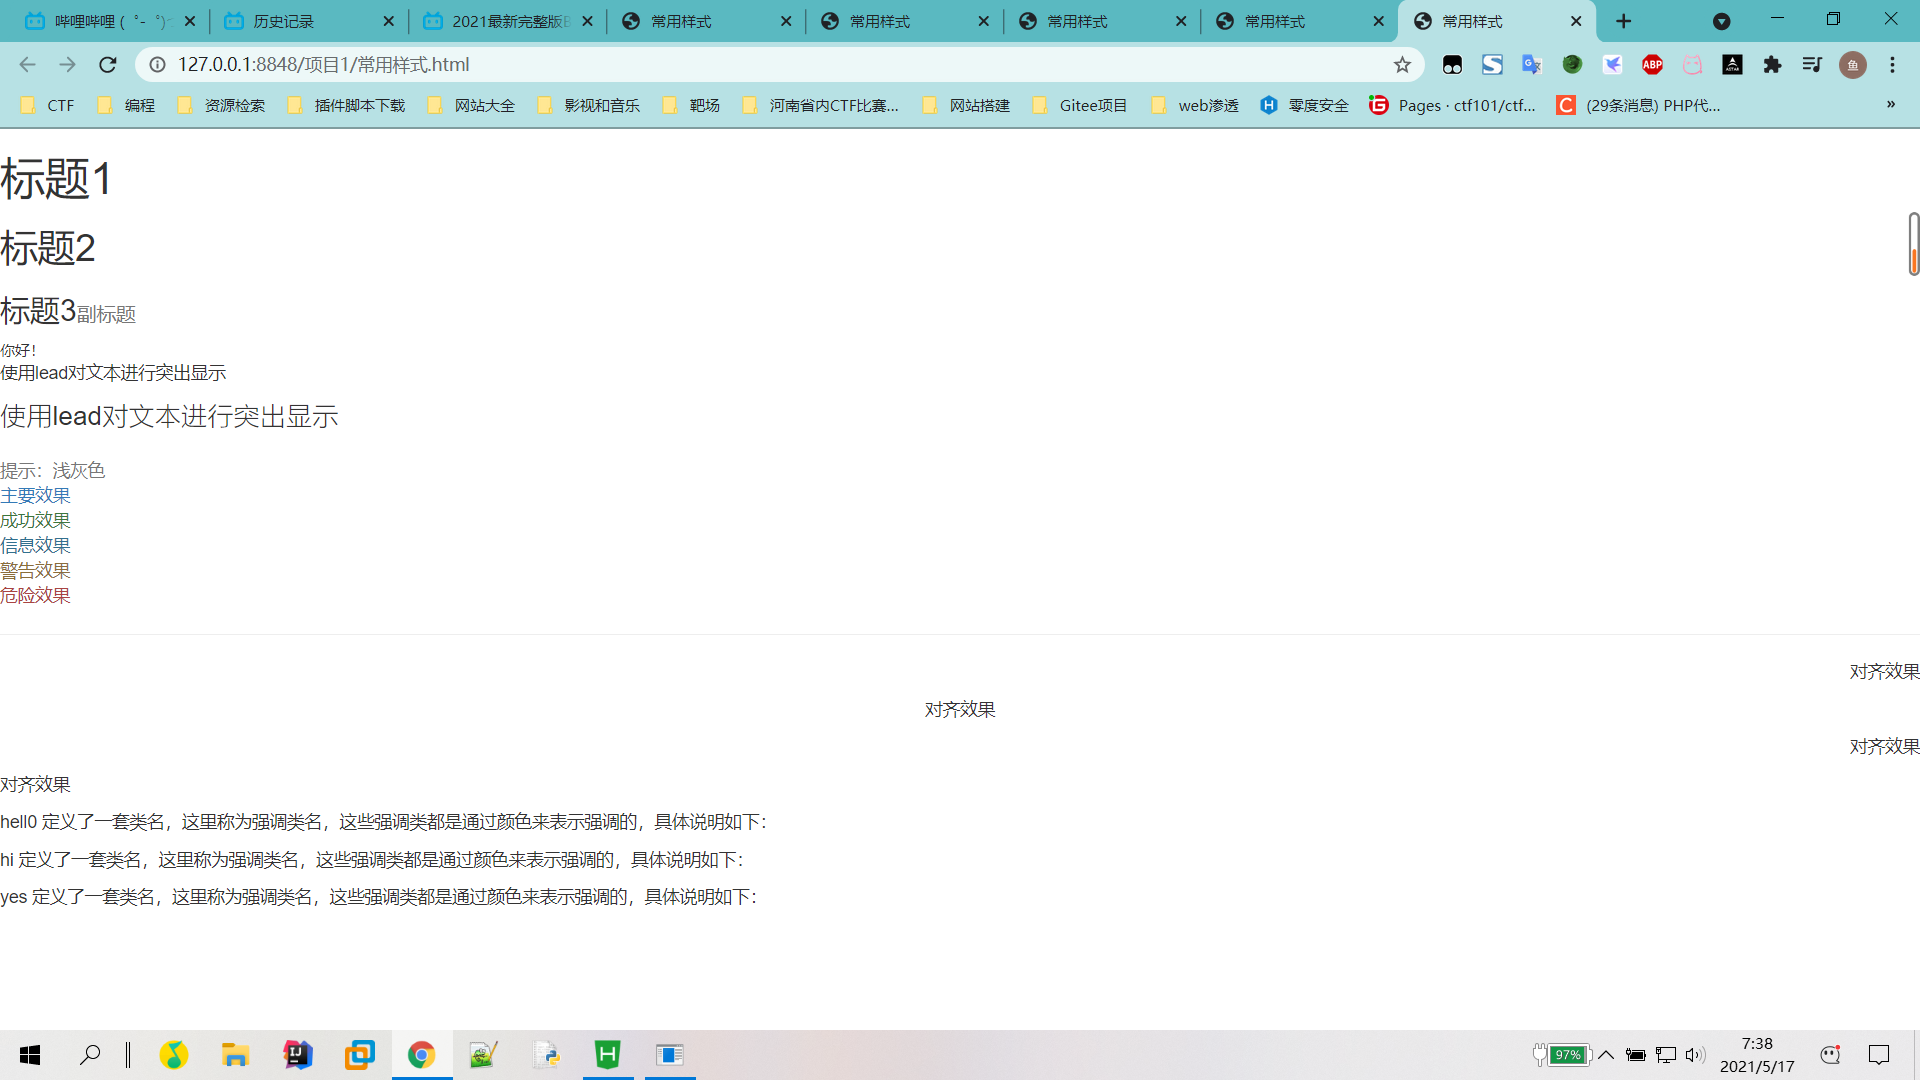 哔哩哔哩 ( ゜- ゜)つ
历史记录
2021最新完整版B
常用样式
常用样式
常用样式
常用样式
常用样式
127.0.0.1:8848/项目1/常用样式.html
ABP
鱼
CTF
编程
资源检索
插件脚本下载
网站大全
影视和音乐
靶场
河南省内CTF比赛...
网站搭建
Gitee项目
web渗透
零度安全
Pages · ctf101/ctf...
(29条消息) PHP代...
»
标题1
标题2
标题3副标题
你好！
使用lead对文本进行突出显示
使用lead对文本进行突出显示
提示：浅灰色
主要效果
成功效果
信息效果
警告效果
危险效果
对齐效果
对齐效果
对齐效果
对齐效果
hell0 定义了一套类名，这里称为强调类名，这些强调类都是通过颜色来表示强调的，具体说明如下：
hi 定义了一套类名，这里称为强调类名，这些强调类都是通过颜色来表示强调的，具体说明如下：
yes 定义了一套类名，这里称为强调类名，这些强调类都是通过颜色来表示强调的，具体说明如下：
97%
7:38
2021/5/17